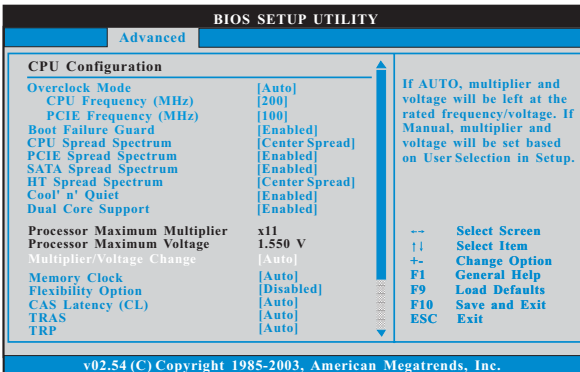 BIOS SETUP UTILITY
Advanced
CPU Configuration
Overclock Mode [Auto]
CPU Frequency (MHz) [200]
PCIE Frequency (MHz) [100]
Boot Failure Guard [Enabled]
CPU Spread Spectrum [Center Spread]
PCIE Spread Spectrum [Enabled]
SATA Spread Spectrum [Enabled]
HT Spread Spectrum [Center Spread]
Cool' n' Quiet [Enabled]
Dual Core Support [Enabled]
Processor Maximum Multiplier x11
Processor Maximum Voltage 1.550 V
Multiplier/Voltage Change [Auto]
Memory Clock [Auto]
Flexibility Option [Disabled]
CAS Latency (CL) [Auto]
TRAS [Auto]
TRP [Auto]
If AUTO, multiplier and
voltage will be left at the
rated frequency/voltage. If
Manual, multiplier and
voltage will be set based
on User Selection in Setup.
←→ Select Screen
↑↓ Select Item
+- Change Option
F1 General Help
F9 Load Defaults
F10 Save and Exit
ESC Exit
v02.54 (C) Copyright 1985-2003, American Megatrends, Inc.